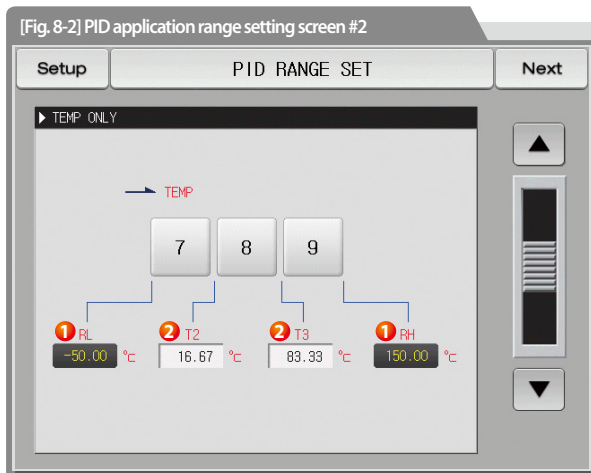 [Fig. 8-2] PID application range setting screen #2
Setup PID RANGE SET Next
▶ TEMP ONLY
TEMP
7 8 9
1 RL 2 T2 2 T3 1 RH
-50.00 °C 16.67 °C 83.33 °C 150.00 °C